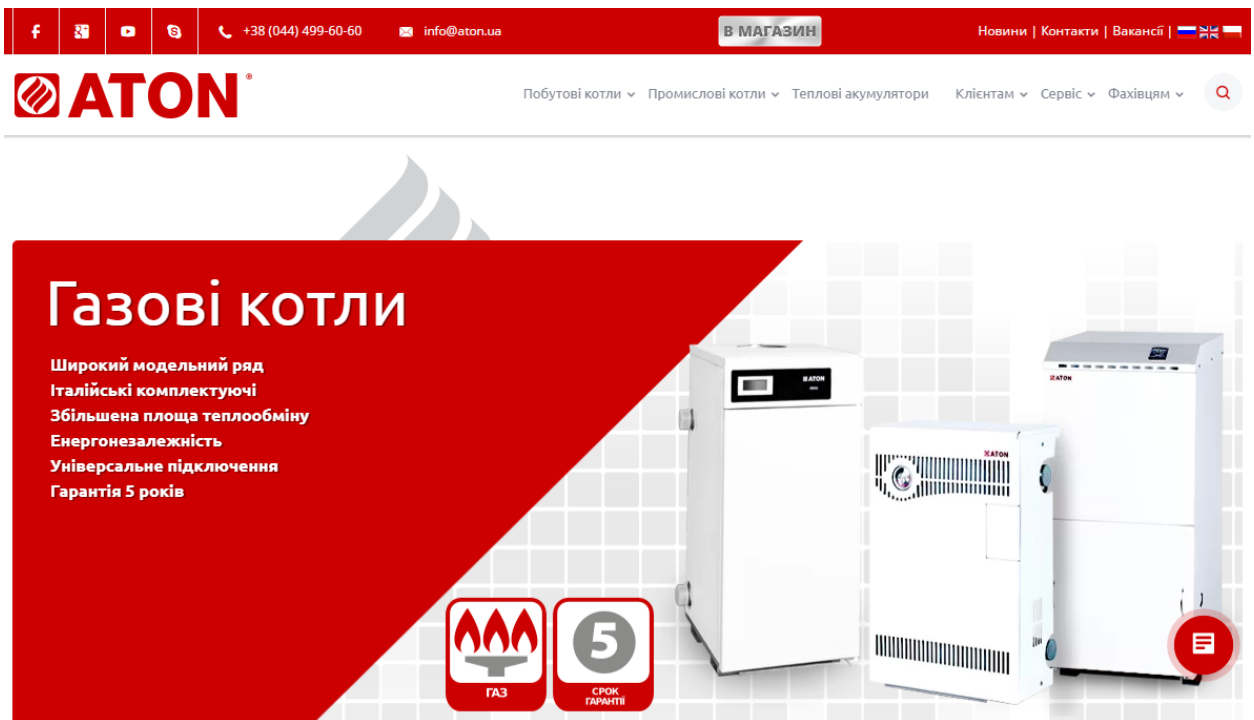 +38 (044) 499-60-60 info@aton.ua В МАГАЗИН Новини | Контакти | Вакансії |
ATON®
Побутові котли Промислові котли Теплові акумулятори Клієнтам Сервіс Фахівцям
Газові котли
Широкий модельний ряд
Італійські комплектуючі
Збільшена площа теплообміну
Енергонезалежність
Універсальне підключення
Гарантія 5 років
ATON
ATON
ATON
ГАЗ
5
СРОК
ГАРАНТІЇ